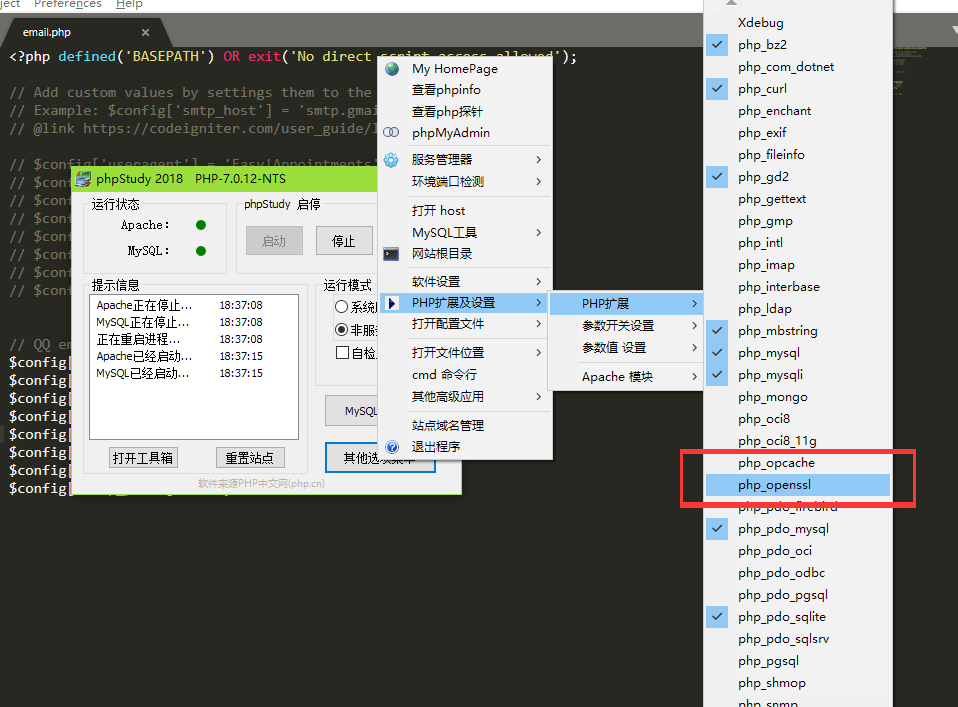 ject Preferences Help
email.php
<?php defined('BASEPATH') OR exit('No direct script access allowed');
// Add custom values by settings them to the
// Example: $config['smtp_host'] = 'smtp.gmai
// @link https://codeigniter.com/user_guide/l
// $config['useragent'] = 'Easy!Appointments'
// $con
// $con
// $con
// $con
// $con
// $con
// $con
// QQ em
$config[
$config[
$config[
$config[
$config[
$config[
$config[
$config[
phpStudy 2018 PHP-7.0.12-NTS
运行状态
Apache:
MySQL:
phpStudy 启停
启动
停止
提示信息
Apache正在停止... 18:37:08
MySQL正在停止... 18:37:08
正在重启进程... 18:37:08
Apache已经启动... 18:37:15
MySQL已经启动... 18:37:15
运行模式
系统
非服
自检
MySQL
打开工具箱
重置站点
其他选项菜单
软件来源PHP中文网(php.cn)
My HomePage
查看phpinfo
查看php探针
phpMyAdmin
服务管理器
环境端口检测
打开 host
MySQL工具
网站根目录
软件设置
PHP扩展及设置
打开配置文件
打开文件位置
cmd 命令行
其他高级应用
站点域名管理
退出程序
PHP扩展
参数开关设置
参数值 设置
Apache 模块
Xdebug
php_bz2
php_com_dotnet
php_curl
php_enchant
php_exif
php_fileinfo
php_gd2
php_gettext
php_gmp
php_intl
php_imap
php_interbase
php_ldap
php_mbstring
php_mysql
php_mysqli
php_mongo
php_oci8
php_oci8_11g
php_opcache
php_openssl
php_pdo_firebird
php_pdo_mysql
php_pdo_oci
php_pdo_odbc
php_pdo_pgsql
php_pdo_sqlite
php_pdo_sqlsrv
php_pgsql
php_shmop
php_snmp